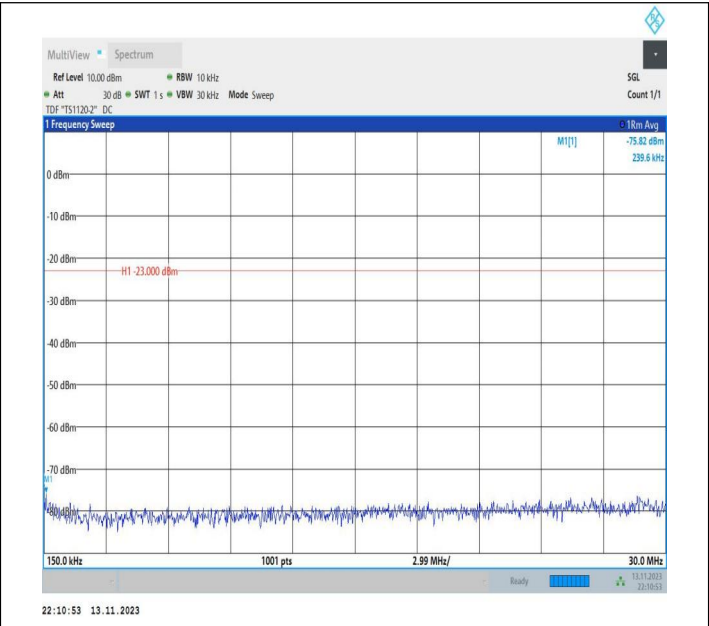 MultiView Spectrum
Ref Level 10.00 dBm RBW 10 kHz SGL
Att 30 dB SWT 1 s VBW 30 kHz Mode Sweep Count 1/1
TDF "TS1120-2" DC
1 Frequency Sweep 1Rm Avg
M1[1] -75.82 dBm
239.6 kHz
0 dBm
-10 dBm
-20 dBm
H1 -23.000 dBm
-30 dBm
-40 dBm
-50 dBm
-60 dBm
-70 dBm
M1
-80 dBm
150.0 kHz 1001 pts 2.99 MHz/ 30.0 MHz
Ready 13.11.2023
22:10:53
22:10:53 13.11.2023